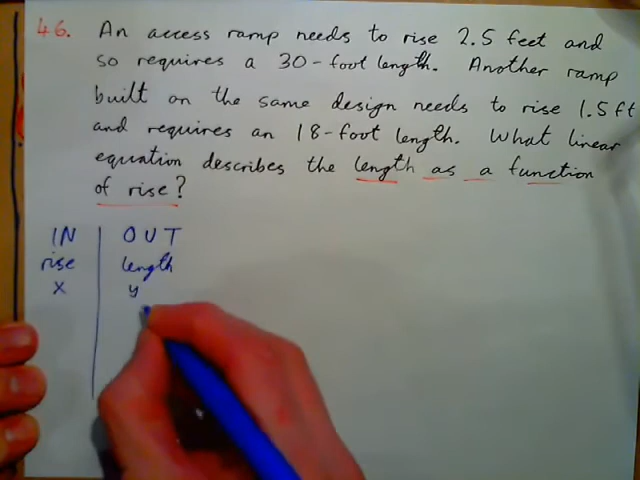 46. An access ramp needs to rise 2.5 feet and
so requires a 30-foot length. Another ramp
built on the same design needs to rise 1.5 ft
and requires an 18-foot length. What linear
equation describes the length as a function
of rise?
IN OUT
rise length
x y